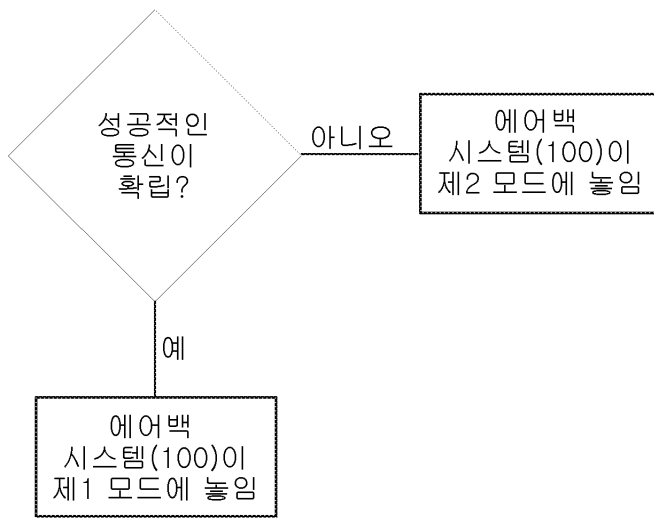 성공적인
통신이
확립?
아니오
에어백
시스템(100)이
제2 모드에 놓임
예
에어백
시스템(100)이
제1 모드에 놓임